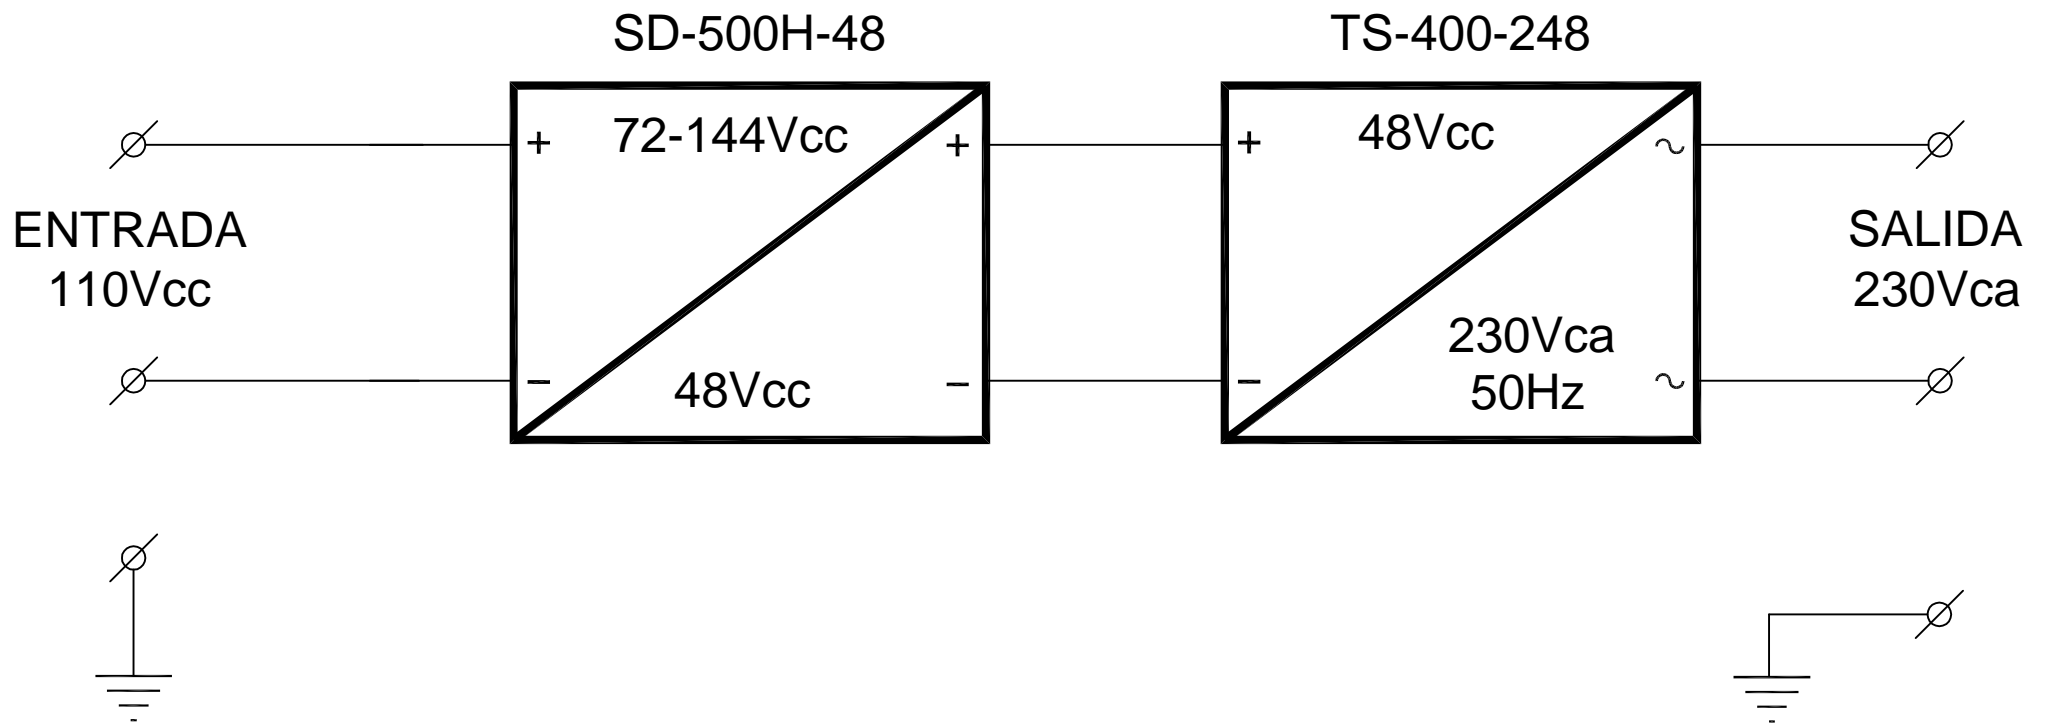 SD-500H-48
TS-400-248
+
72-144Vcc
+
+
48Vcc
~
ENTRADA
110Vcc
SALIDA
230Vca
−
48Vcc
−
−
230Vca
50Hz
~